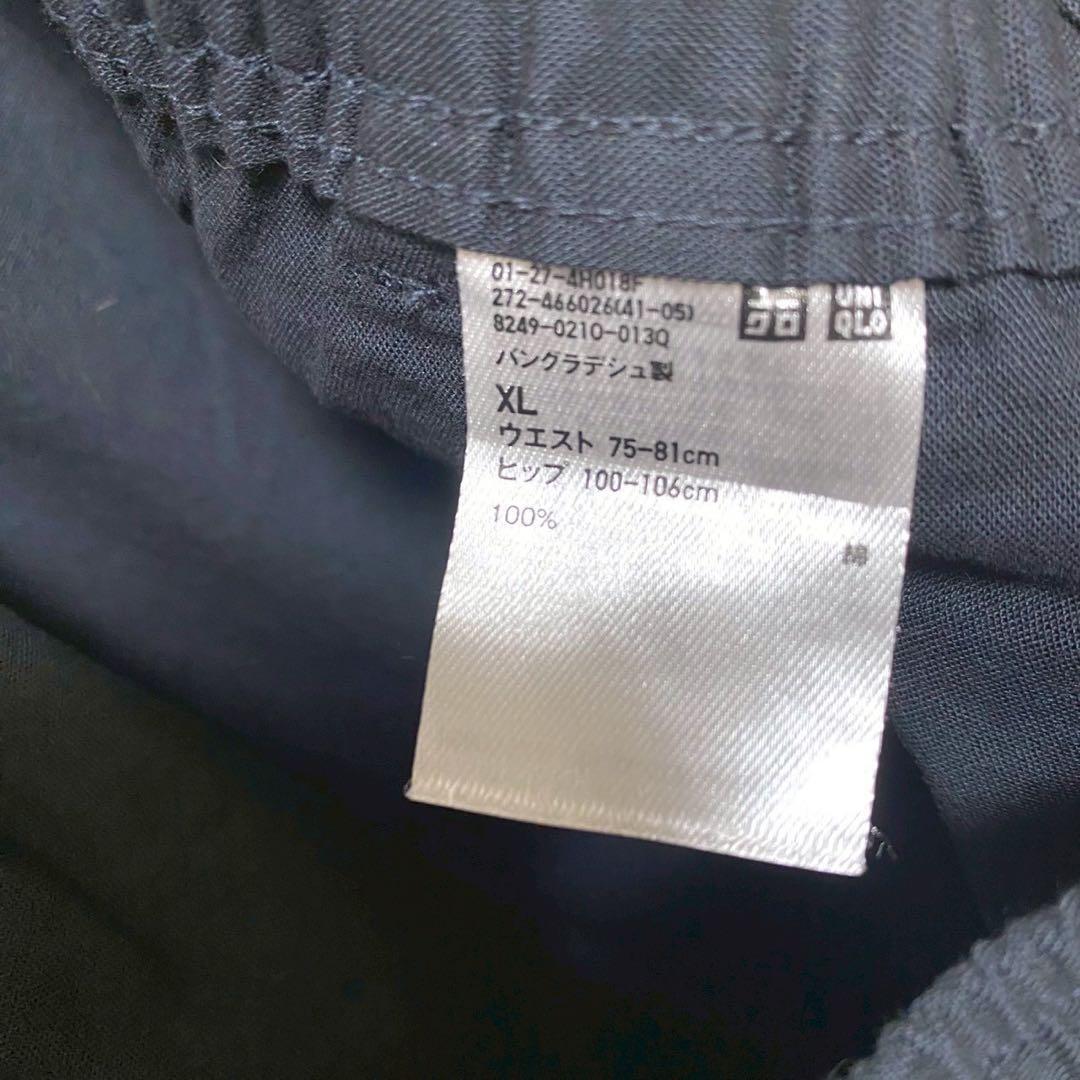 01-27-4H018F
272-466026(41-05)
8249-0210-013Q
バングラデシュ製
XL
ウエスト 75-81cm
ヒップ 100-106cm
100%
綿
ユニ
クロ
UNI
QLO